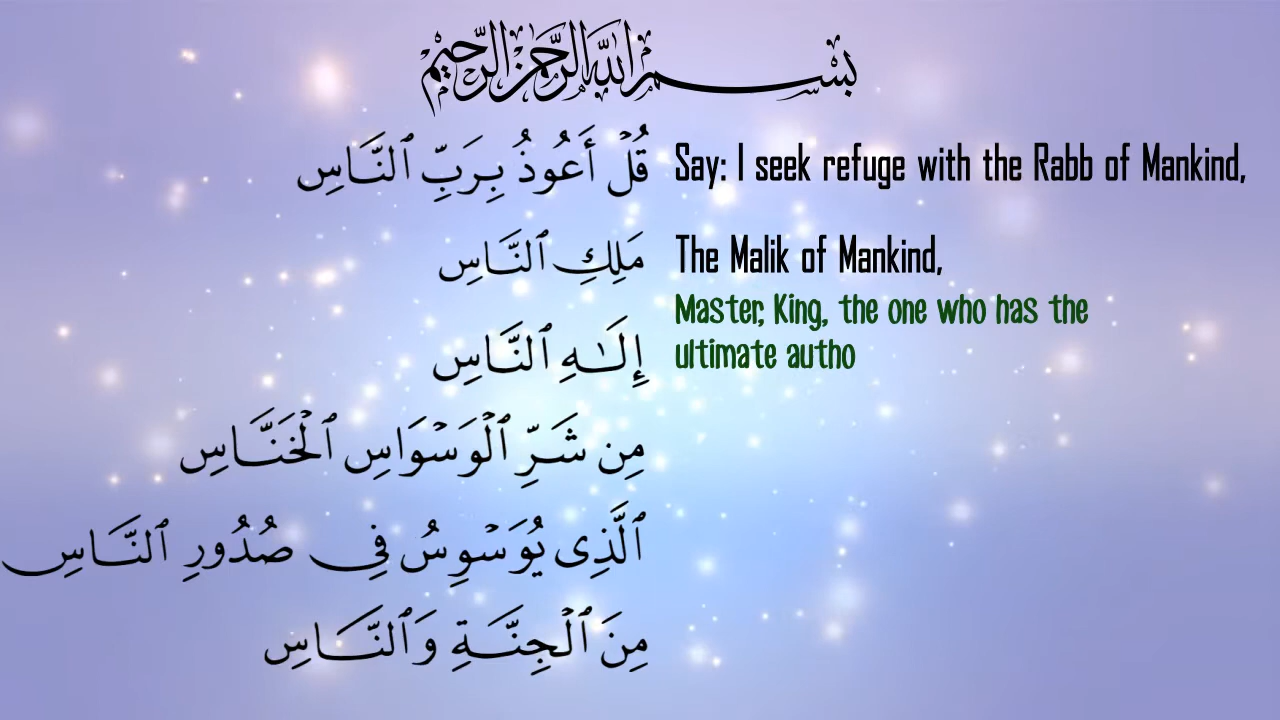 بسم الله الرحمن الرحيم
قُلْ أَعُوذُ بِرَبِّ ٱلنَّاسِ Say: I seek refuge with the Rabb of Mankind,
مَلِكِ ٱلنَّاسِ The Malik of Mankind,
Master, King, the one who has the
ultimate autho
إِلَـٰهِ ٱلنَّاسِ
مِن شَرِّ ٱلْوَسْوَاسِ ٱلْخَنَّاسِ
ٱلَّذِى يُوَسْوِسُ فِى صُدُورِ ٱلنَّاسِ
مِنَ ٱلْجِنَّةِ وَٱلنَّاسِ